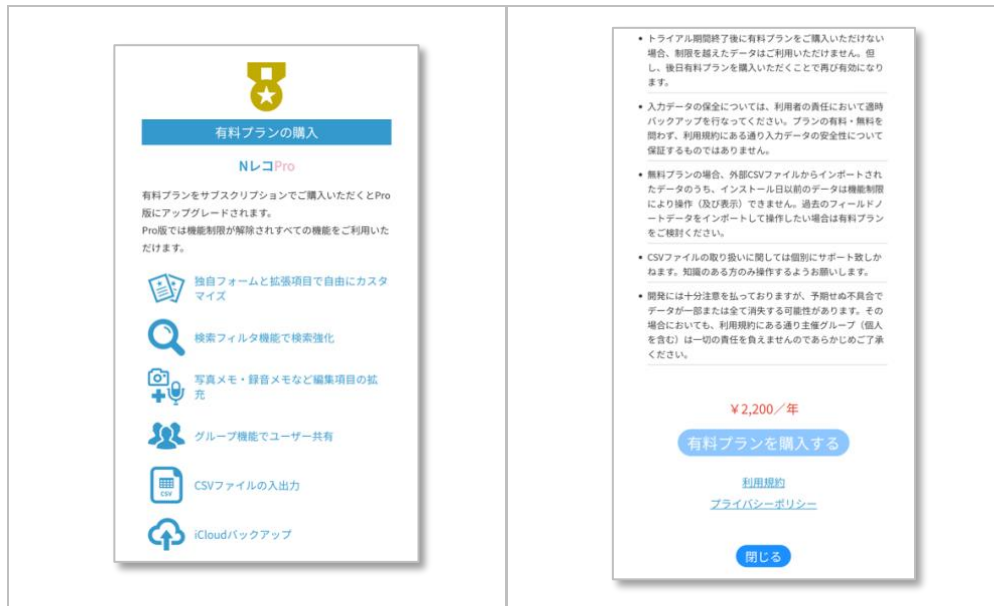 有料プランの購入
NレコPro
有料プランをサブスクリプションでご購入いただくとPro
版にアップグレードされます。
Pro版では機能制限が解除されすべての機能をご利用いた
だけます。
独自フォームと拡張項目で自由にカスタ
マイズ
検索フィルタ機能で検索強化
写真メモ・録音メモなど編集項目の拡
充
グループ機能でユーザー共有
CSV
CSVファイルの入出力
iCloudバックアップ
• トライアル期間終了後に有料プランをご購入いただけない
場合、制限を越えたデータはご利用いただけません。但
し、後日有料プランを購入いただくことで再び有効になり
ます。
• 入力データの保全については、利用者の責任において適時
バックアップを行なってください。プランの有料・無料を
問わず、利用規約にある通り入力データの安全性について
保証するものではありません。
• 無料プランの場合、外部CSVファイルからインポートされ
たデータのうち、インストール日以前のデータは機能制限
により操作（及び表示）できません。過去のフィールドノ
ートデータをインポートして操作したい場合は有料プラン
をご検討ください。
• CSVファイルの取り扱いに関しては個別にサポート致しか
ねます。知識のある方のみ操作するようお願いします。
• 開発には十分注意を払っておりますが、予期せぬ不具合で
データが一部または全て消失する可能性があります。その
場合においても、利用規約にある通り主催グループ（個人
を含む）は一切の責任を負えませんのであらかじめご了承
ください。
￥2,200／年
有料プランを購入する
利用規約
プライバシーポリシー
閉じる